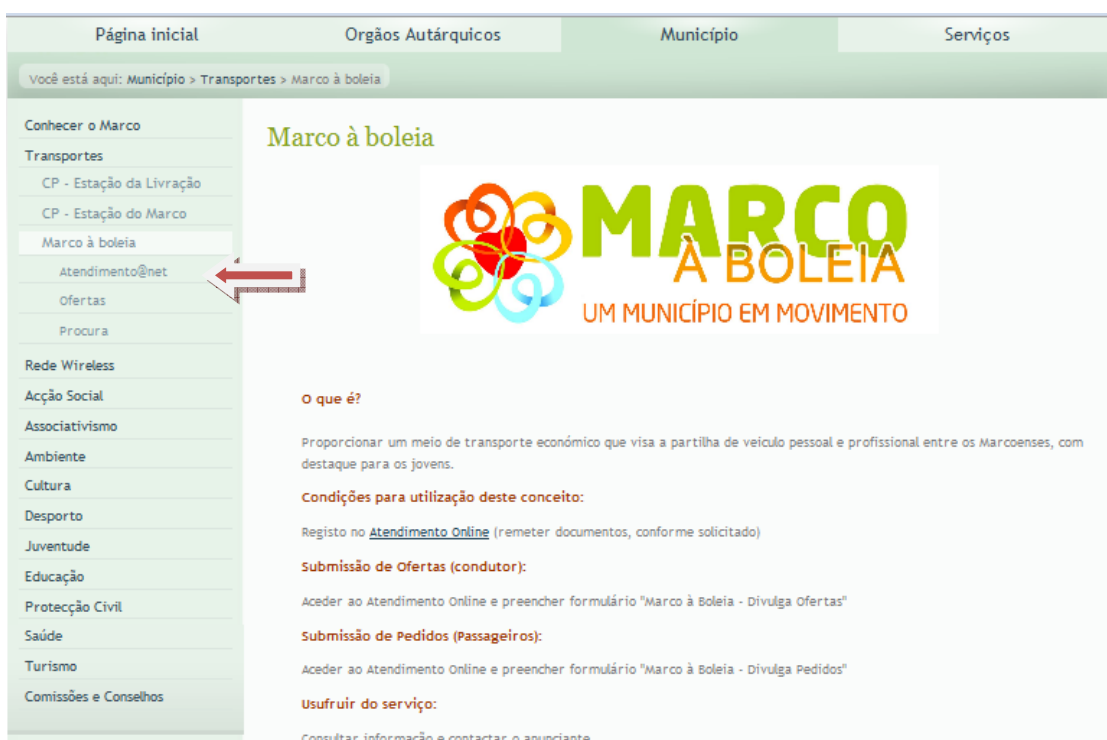 Página inicial
Orgãos Autárquicos
Município
Serviços
Você está aqui: Município > Transportes > Marco à boleia
Conhecer o Marco
Transportes
CP - Estação da Livração
CP - Estação do Marco
Marco à boleia
Atendimento@net
Ofertas
Procura
Rede Wireless
Acção Social
Associativismo
Ambiente
Cultura
Desporto
Juventude
Educação
Protecção Civil
Saúde
Turismo
Comissões e Conselhos
Marco à boleia
MARCO
À BOLEIA
UM MUNICÍPIO EM MOVIMENTO
O que é?
Proporcionar um meio de transporte económico que visa a partilha de veiculo pessoal e profissional entre os Marcoenses, com
destaque para os jovens.
Condições para utilização deste conceito:
Registo no Atendimento Online (remeter documentos, conforme solicitado)
Submissão de Ofertas (condutor):
Aceder ao Atendimento Online e preencher formulário "Marco à Boleia - Divulga Ofertas"
Submissão de Pedidos (Passageiros):
Aceder ao Atendimento Online e preencher formulário "Marco à Boleia - Divulga Pedidos"
Usufruir do serviço:
Consultar informação e contactar o anunciante